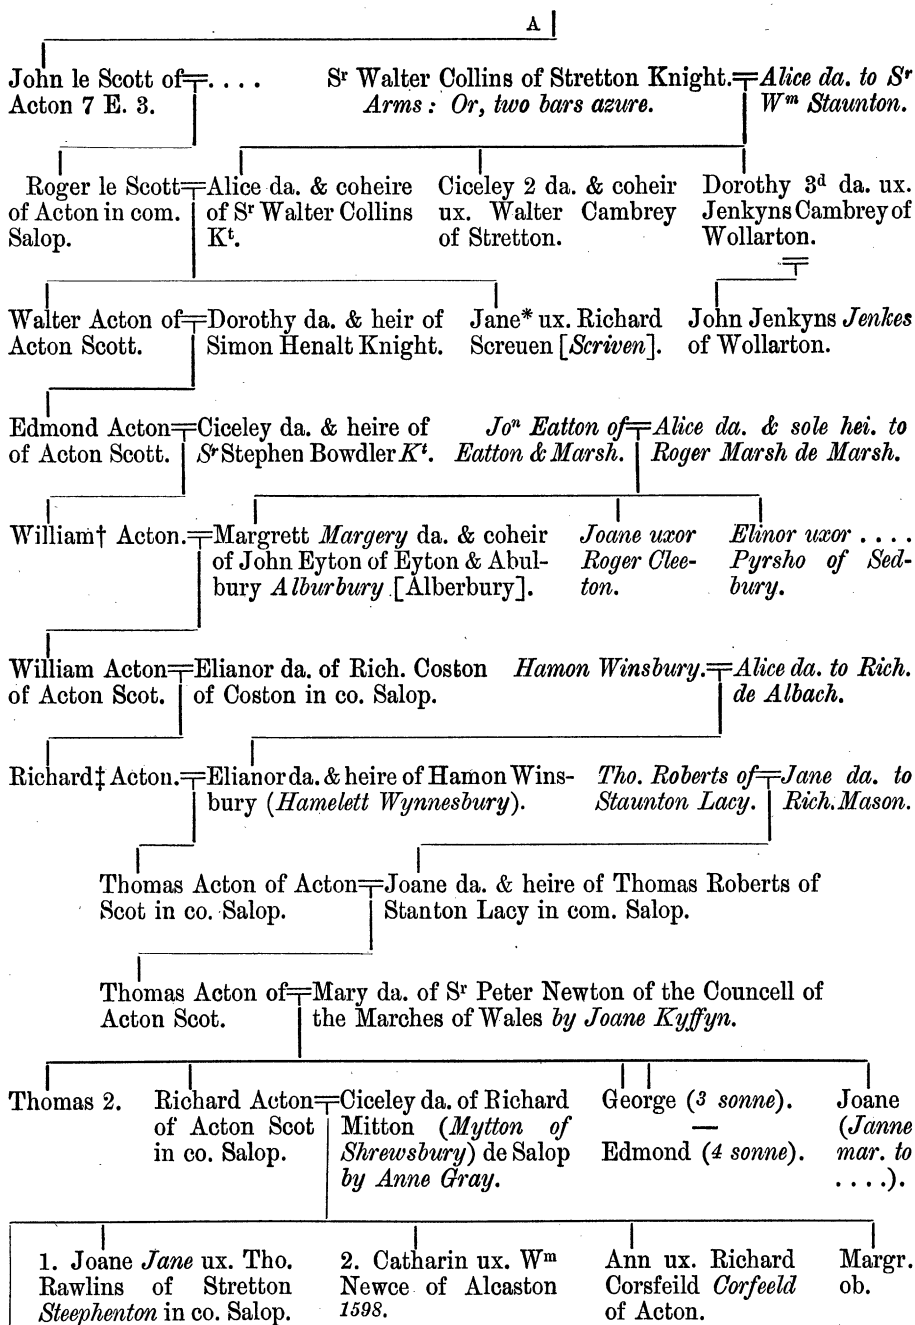 A
John le Scott of
Acton 7 E. 3.
. . . .
Sr Walter Collins of Stretton Knight.
Arms : Or, two bars azure.
Alice da. to Sr
Wm Staunton.
Roger le Scott
of Acton in com.
Salop.
Alice da. & coheire
of Sr Walter Collins
Kt.
Ciceley 2 da. & coheir
ux. Walter Cambrey
of Stretton.
Dorothy 3d da. ux.
Jenkyns Cambrey of
Wollarton.
Walter Acton of
Acton Scott.
Dorothy da. & heir of
Simon Henalt Knight.
Jane* ux. Richard
Screuen [Scriven].
John Jenkyns Jenkes
of Wollarton.
Edmond Acton
of Acton Scott.
Ciceley da. & heire of
Sr Stephen Bowdler Kt.
Jon Eatton of
Eatton & Marsh.
Alice da. & sole hei. to
Roger Marsh de Marsh.
William† Acton.
Margrett Margery da. & coheir
of John Eyton of Eyton & Abul-
bury Alburbury [Alberbury].
Joane uxor
Roger Clee-
ton.
Elinor uxor . . . .
Pyrsho of Sed-
bury.
William Acton
of Acton Scot.
Elianor da. of Rich. Coston
of Coston in co. Salop.
Hamon Winsbury.
Alice da. to Rich.
de Albach.
Richard‡ Acton.
Elianor da. & heire of Hamon Wins-
bury (Hamelett Wynnesbury).
Tho. Roberts of
Staunton Lacy.
Jane da. to
Rich. Mason.
Thomas Acton of Acton
Scot in co. Salop.
Joane da. & heire of Thomas Roberts of
Stanton Lacy in com. Salop.
Thomas Acton of
Acton Scot.
Mary da. of Sr Peter Newton of the Councell of
the Marches of Wales by Joane Kyffyn.
Thomas 2.
Richard Acton
of Acton Scot
in co. Salop.
Ciceley da. of Richard
Mitton (Mytton of
Shrewsbury) de Salop
by Anne Gray.
George (3 sonne).
—
Edmond (4 sonne).
Joane
(Janne
mar. to
. . . .).
1. Joane Jane ux. Tho.
Rawlins of Stretton
Steephenton in co. Salop.
2. Catharin ux. Wm
Newce of Alcaston
1598.
Ann ux. Richard
Corsfeild Corfeeld
of Acton.
Margr.
ob.